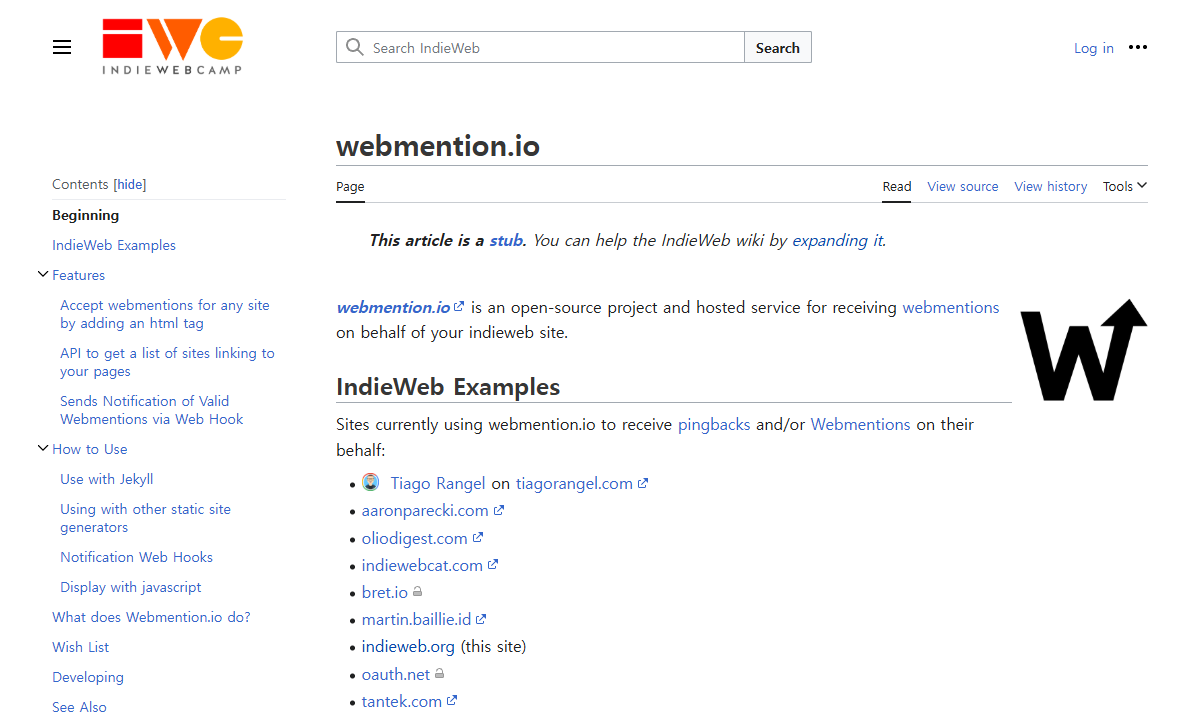 INDIEWEBCAMP
Search IndieWeb
Search
Log in
webmention.io
Page
Read
View source
View history
Tools
Contents [hide]
Beginning
IndieWeb Examples
Features
Accept webmentions for any site
by adding an html tag
API to get a list of sites linking to
your pages
Sends Notification of Valid
Webmentions via Web Hook
How to Use
Use with Jekyll
Using with other static site
generators
Notification Web Hooks
Display with javascript
What does Webmention.io do?
Wish List
Developing
See Also
This article is a stub. You can help the IndieWeb wiki by expanding it.
webmention.io is an open-source project and hosted service for receiving webmentions
on behalf of your indieweb site.
W
IndieWeb Examples
Sites currently using webmention.io to receive pingbacks and/or Webmentions on their
behalf:
• Tiago Rangel on tiagorangel.com
• aaronparecki.com
• oliodigest.com
• indiewebcat.com
• bret.io
• martin.baillie.id
• indieweb.org (this site)
• oauth.net
• tantek.com